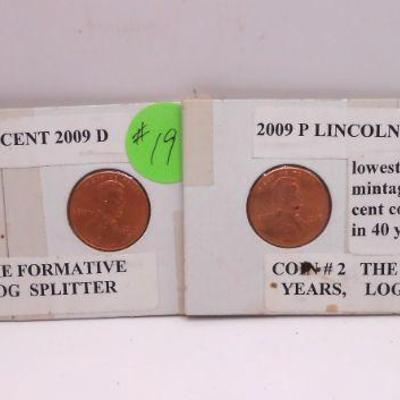 CENT 2009 D
#19
E FORMATIVE
OG SPLITTER
2009 P LINCOLN
lowest
mintag
cent co
in 40 y
COIN # 2 THE
YEARS, LOG